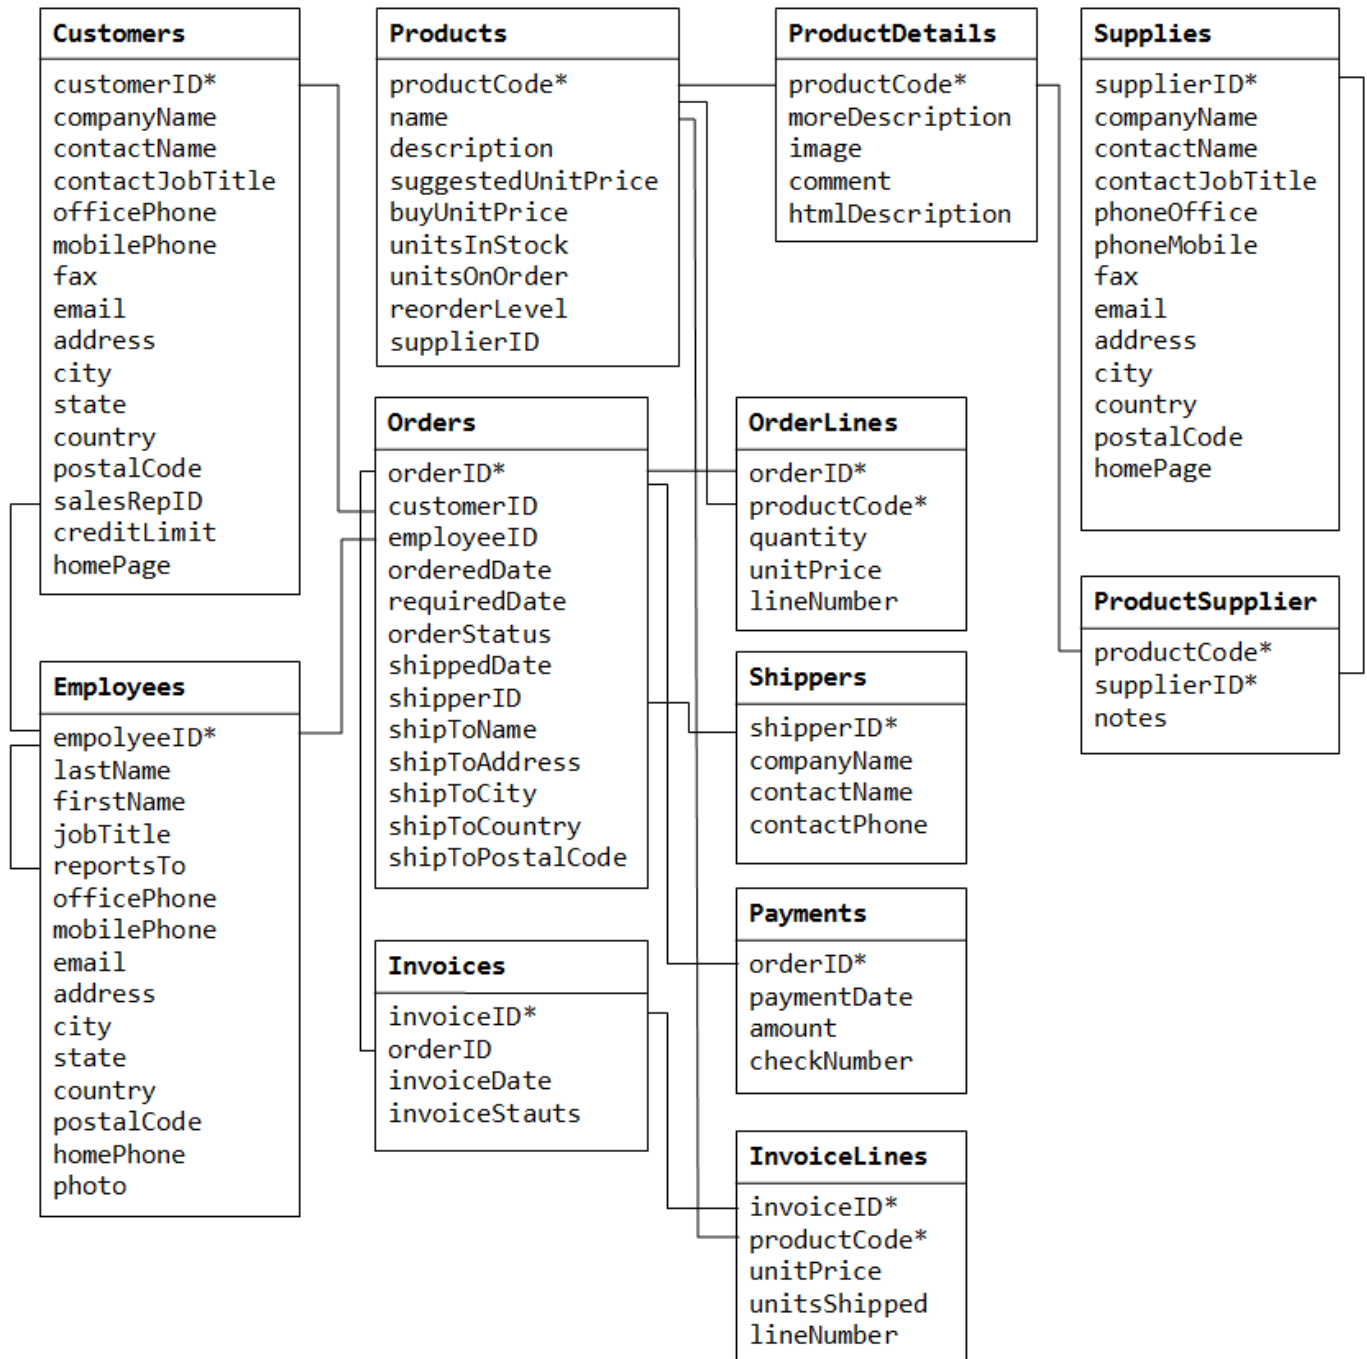 Customers
customerID*
companyName
contactName
contactJobTitle
officePhone
mobilePhone
fax
email
address
city
state
country
postalCode
salesRepID
creditLimit
homePage
Products
productCode*
name
description
suggestedUnitPrice
buyUnitPrice
unitsInStock
unitsOnOrder
reorderLevel
supplierID
ProductDetails
productCode*
moreDescription
image
comment
htmlDescription
Supplies
supplierID*
companyName
contactName
contactJobTitle
phoneOffice
phoneMobile
fax
email
address
city
country
postalCode
homePage
Orders
orderID*
customerID
employeeID
orderedDate
requiredDate
orderStatus
shippedDate
shipperID
shipToName
shipToAddress
shipToCity
shipToCountry
shipToPostalCode
OrderLines
orderID*
productCode*
quantity
unitPrice
lineNumber
ProductSupplier
productCode*
supplierID*
notes
Employees
empolyeeID*
lastName
firstName
jobTitle
reportsTo
officePhone
mobilePhone
email
address
city
state
country
postalCode
homePhone
photo
Shippers
shipperID*
companyName
contactName
contactPhone
Payments
orderID*
paymentDate
amount
checkNumber
Invoices
invoiceID*
orderID
invoiceDate
invoiceStauts
InvoiceLines
invoiceID*
productCode*
unitPrice
unitsShipped
lineNumber